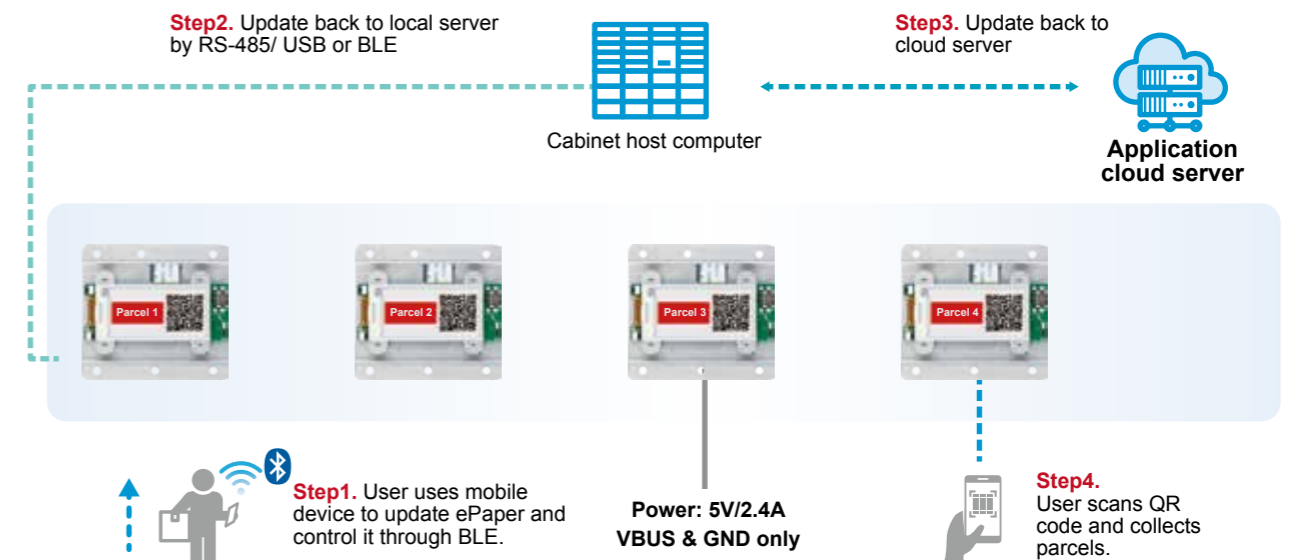 Step2. Update back to local server
by RS-485/ USB or BLE
Step3. Update back to
cloud server
Cabinet host computer
Application
cloud server
Parcel 1
Parcel 2
Parcel 3
Parcel 4
Step1. User uses mobile
device to update ePaper and
control it through BLE.
Power: 5V/2.4A
VBUS & GND only
Step4.
User scans QR
code and collects
parcels.